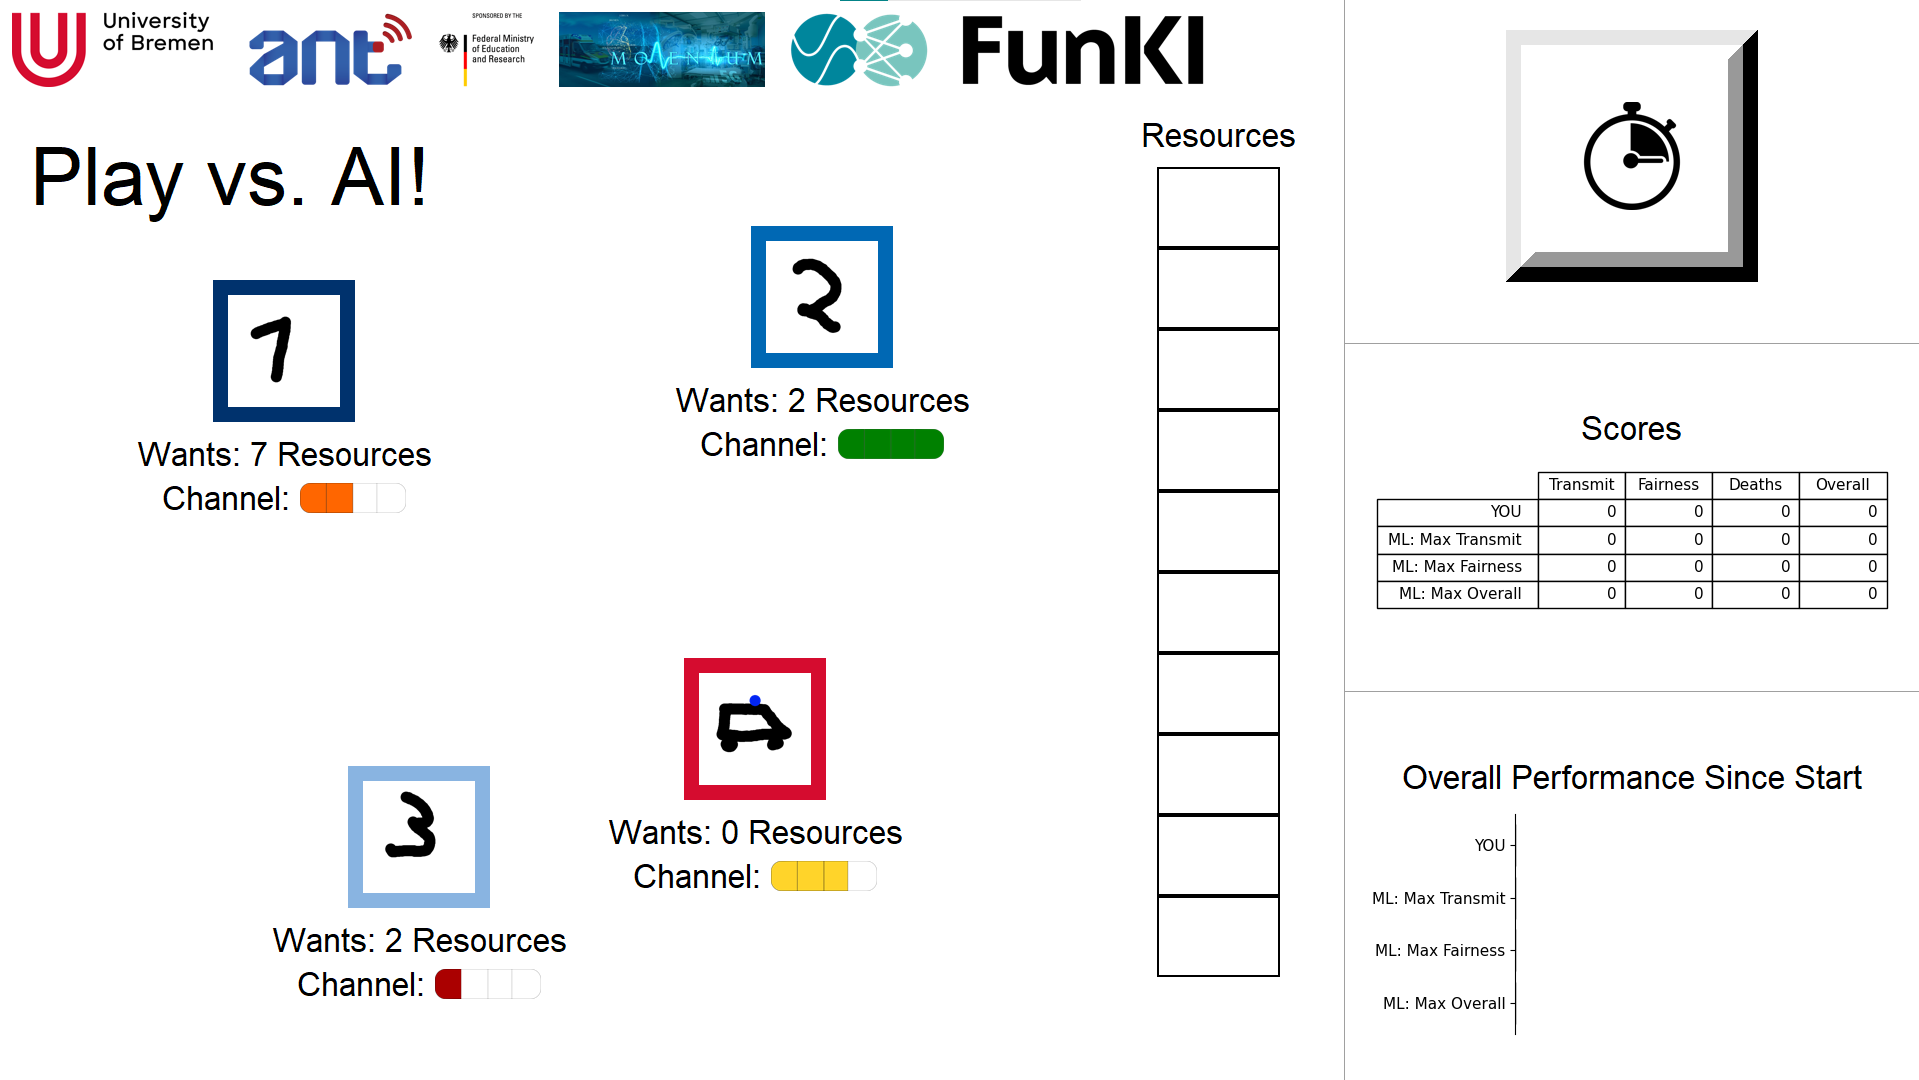 University
of Bremen
ant
SPONSORED BY THE
Federal Ministry
of Education
and Research
MOMENTUM
FunKI
Play vs. AI!
Resources
1
Wants: 7 Resources
Channel:
2
Wants: 2 Resources
Channel:
3
Wants: 2 Resources
Channel:
Wants: 0 Resources
Channel:
Scores
Transmit Fairness Deaths Overall
YOU 0 0 0 0
ML: Max Transmit 0 0 0 0
ML: Max Fairness 0 0 0 0
ML: Max Overall 0 0 0 0
Overall Performance Since Start
YOU
ML: Max Transmit
ML: Max Fairness
ML: Max Overall